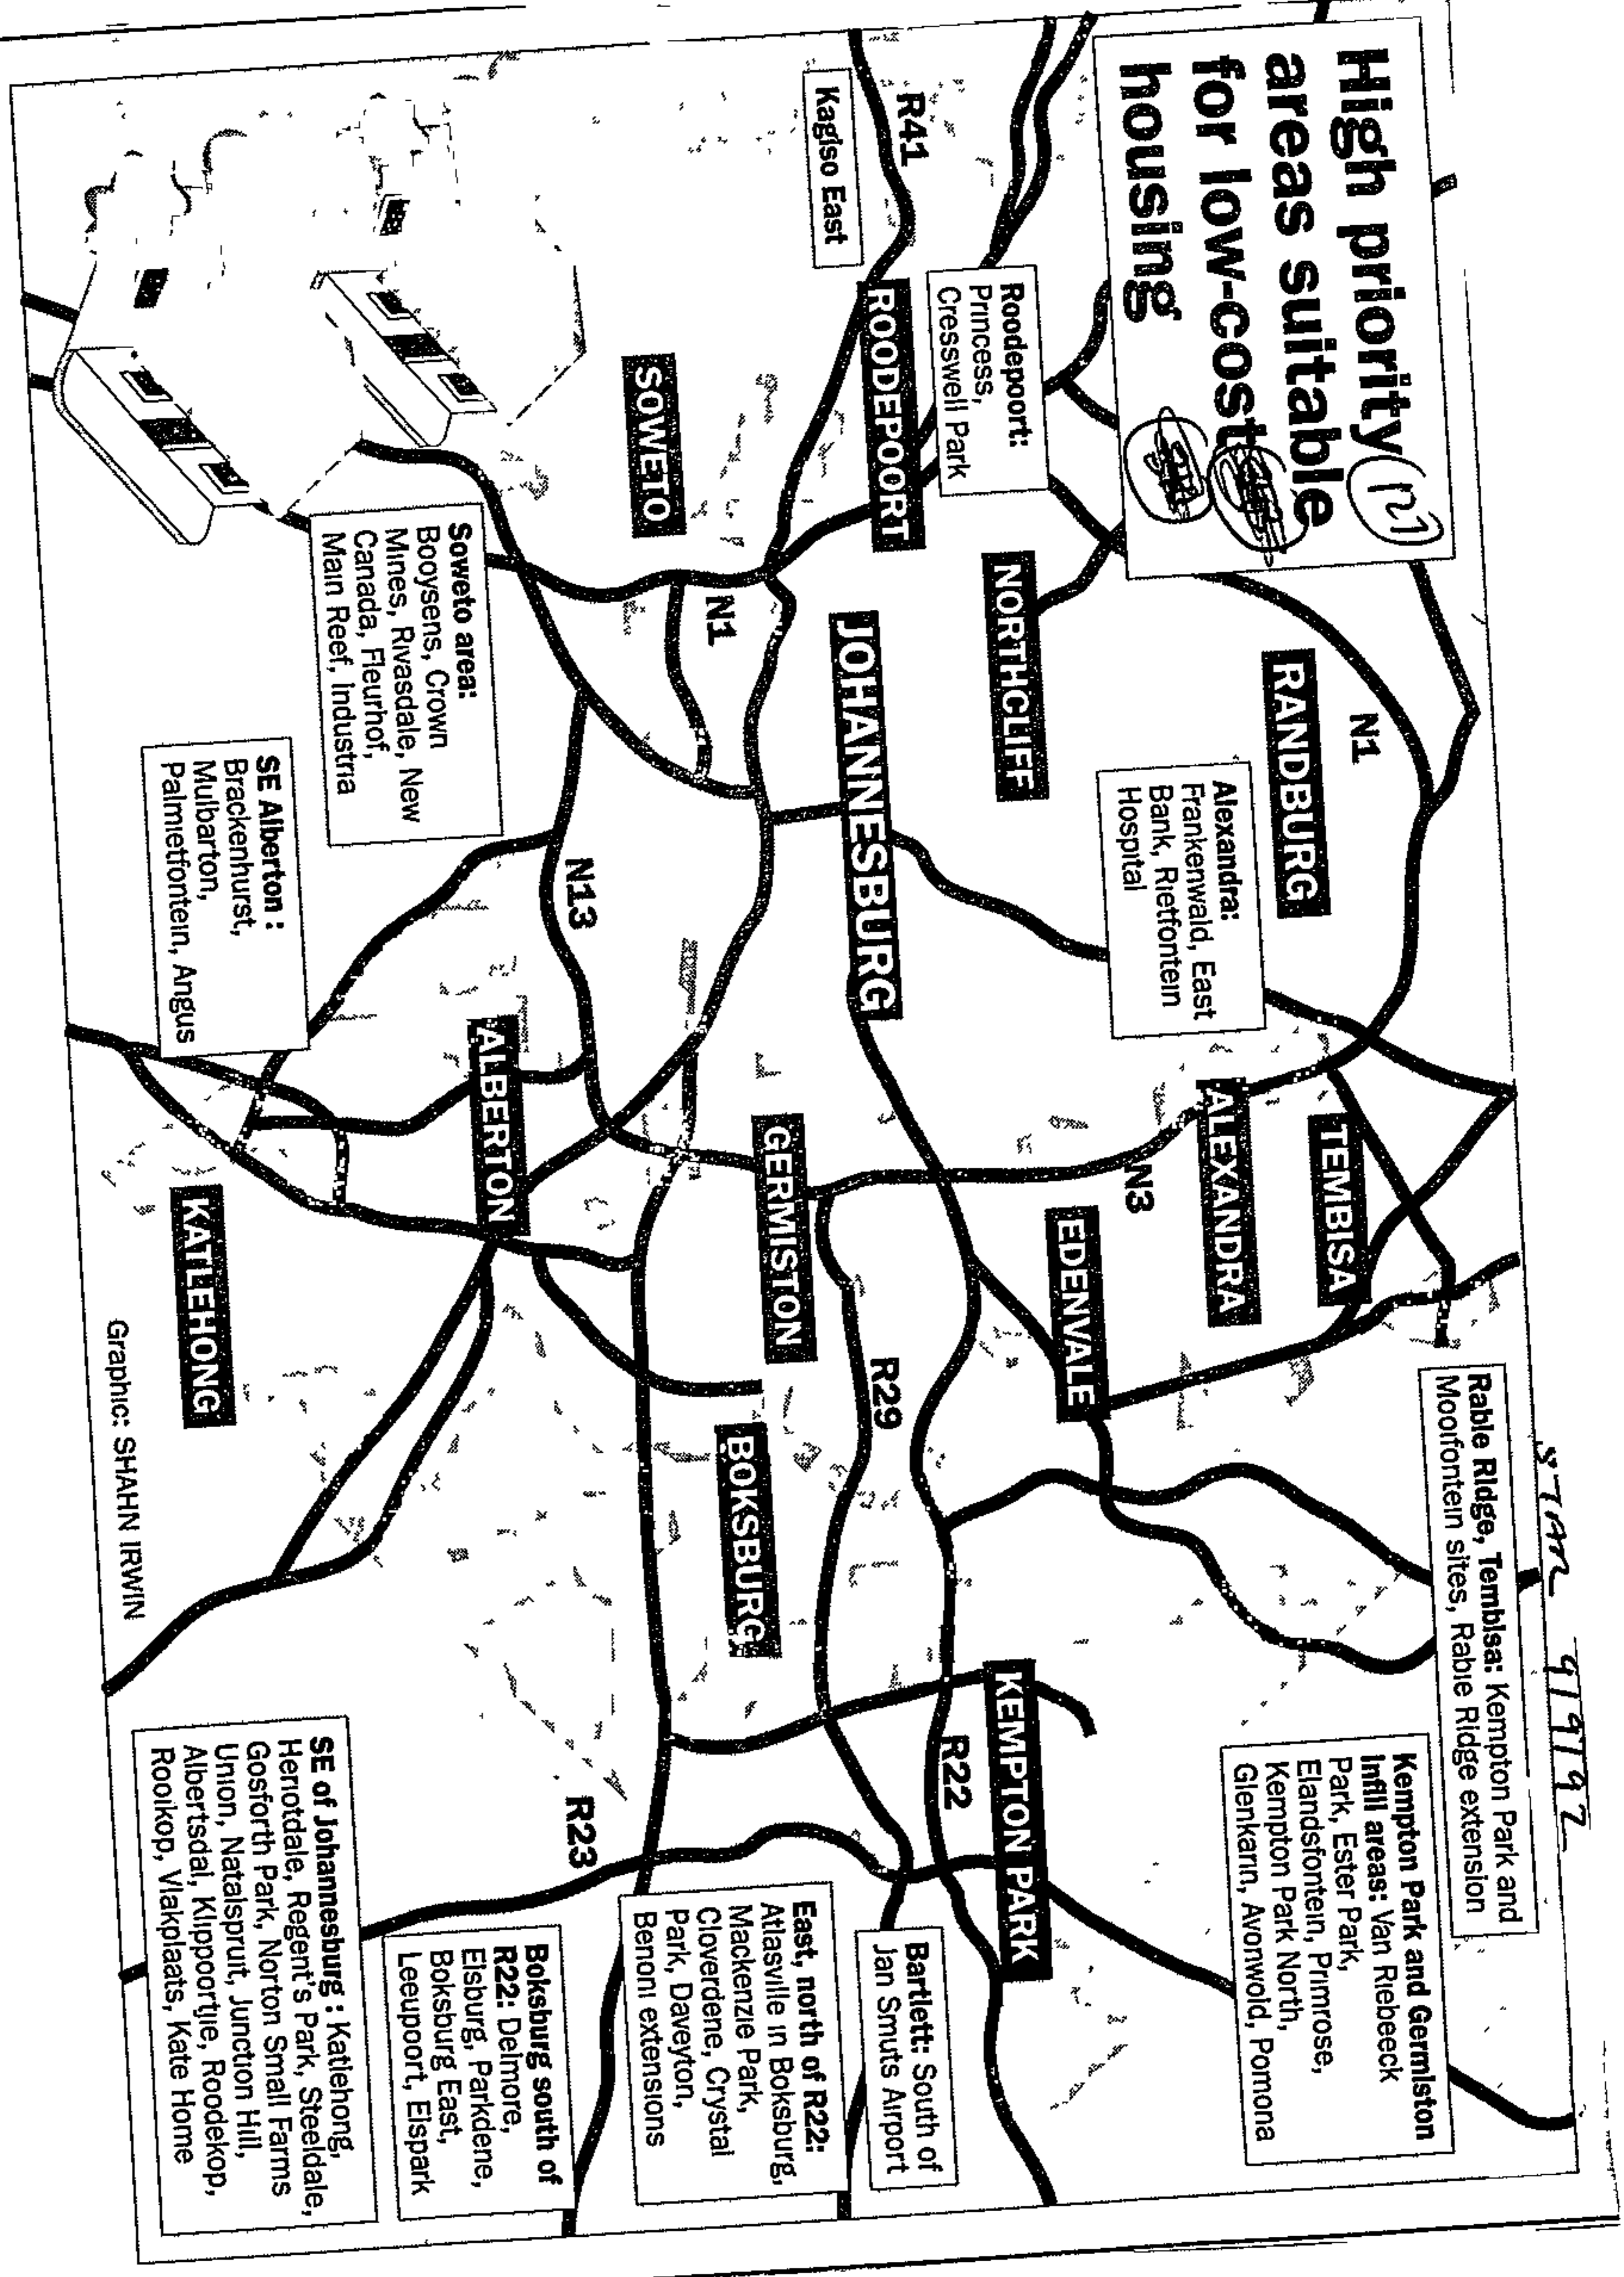 STAR 9/9/92
High priority
areas suitable
for low-cost
housing
R41
Kagiso East
ROODEPOORT
Roodepoort:
Princess,
Cresswell Park
SOWETO
NORTHCLIFF
RANDBURG
N1
N1
JOHANNESBURG
Alexandra:
Frankenwald, East
Bank, Rietfontein
Hospital
Soweto area:
Booysens, Crown
Mines, Rivasdale, New
Canada, Fleurhof,
Main Reef, Industria
SE Alberton :
Brackenhurst,
Mulbarton,
Palmietfontein, Angus
N13
ALBERTON
GERMISTON
N3
ALEXANDRA
TEMBISA
EDENVALE
KATLEHONG
R29
BOKSBURG
Rable Ridge, Tembisa: Kempton Park and
Mooifontein sites, Rabie Ridge extension
Kempton Park and Germiston
Infill areas: Van Riebeeck
Park, Ester Park,
Elandsfontein, Primrose,
Kempton Park North,
Glenkarin, Avonwold, Pomona
KEMPTON PARK
R22
R23
Bartlett: South of
Jan Smuts Airport
East, north of R22:
Atlasville in Boksburg,
Mackenzie Park,
Cloverdene, Crystal
Park, Daveyton,
Benoni extensions
Boksburg south of
R22: Delmore,
Elsburg, Parkdene,
Boksburg East,
Leeuport, Elspark
SE of Johannesburg : Katlehong,
Heriotdale, Regent's Park, Steeldale,
Gosforth Park, Norton Small Farms
Union, Natalspruit, Junction Hill,
Albertsdal, Klippoortjie, Roodekop,
Rooikop, Vlakplaats, Kate Home
Graphic: SHAHN IRWIN